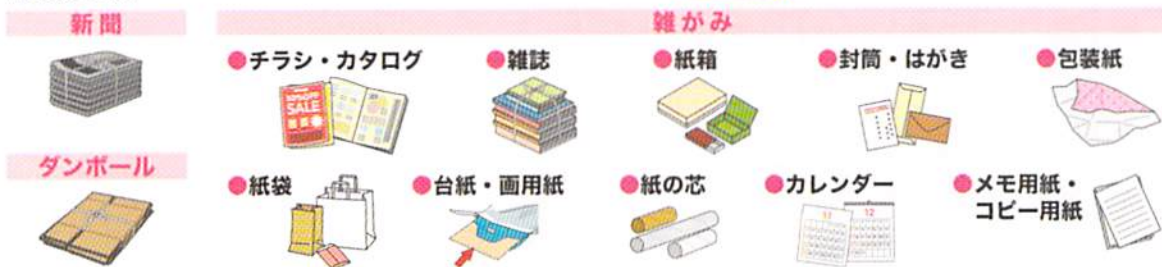 新聞
雑がみ
●チラシ・カタログ
●雑誌
●紙箱
●封筒・はがき
●包装紙
SALE
ダンボール
●紙袋
●台紙・画用紙
●紙の芯
●カレンダー
●メモ用紙・
コピー用紙
11
12